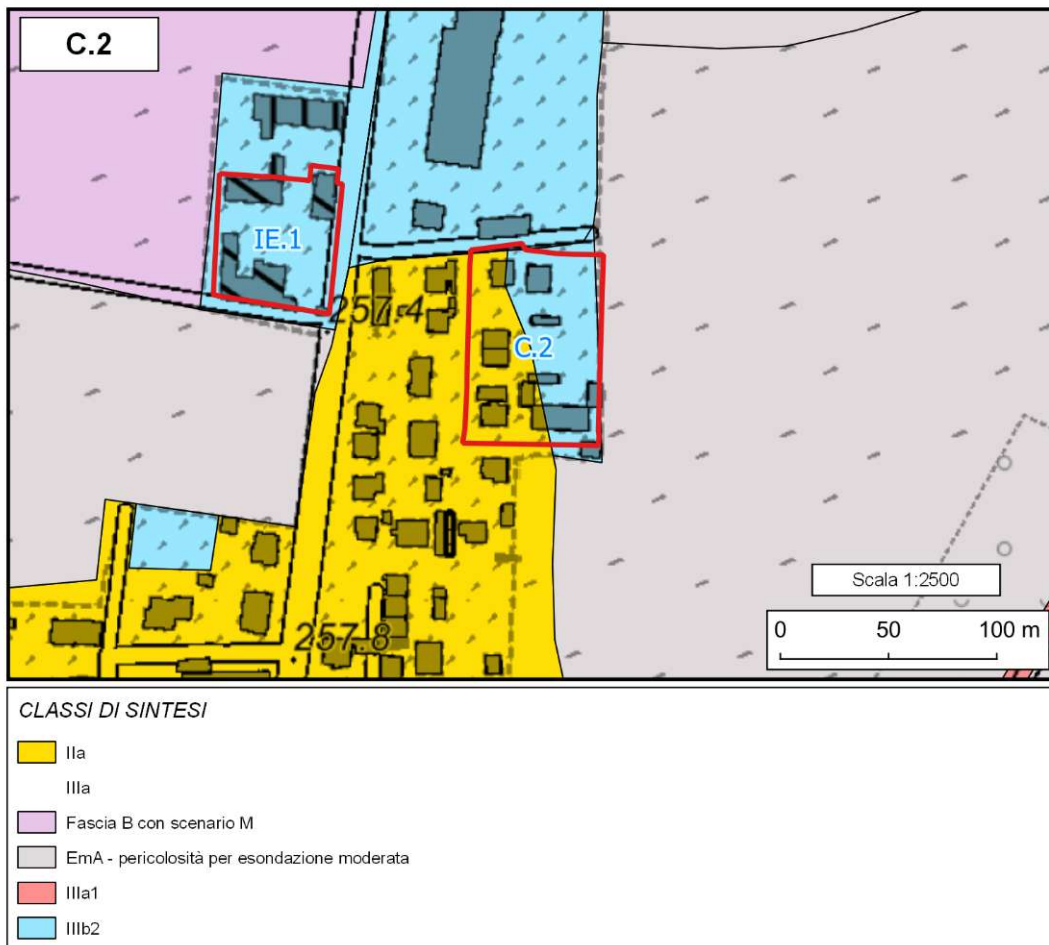 C.2
IE.1
257.4
C.2
Scala 1:2500
0 50 100 m
257.8
CLASSI DI SINTESI
IIa
IIIa
Fascia B con scenario M
EmA - pericolosità per esondazione moderata
IIIa1
IIIb2